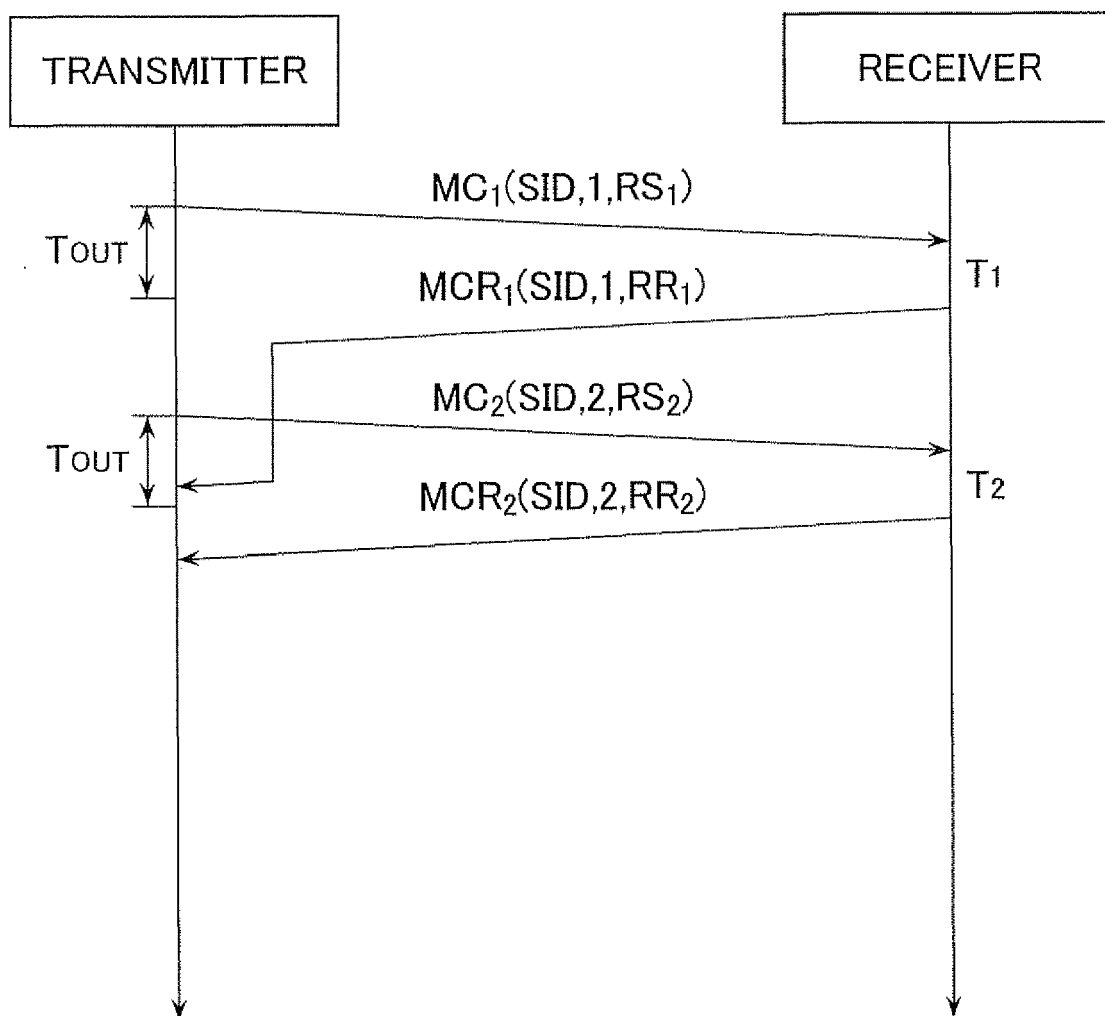 TRANSMITTER
RECEIVER
MC₁(SID,1,RS₁)
TOUT
MCR₁(SID,1,RR₁)
T1
MC₂(SID,2,RS₂)
TOUT
MCR₂(SID,2,RR₂)
T2